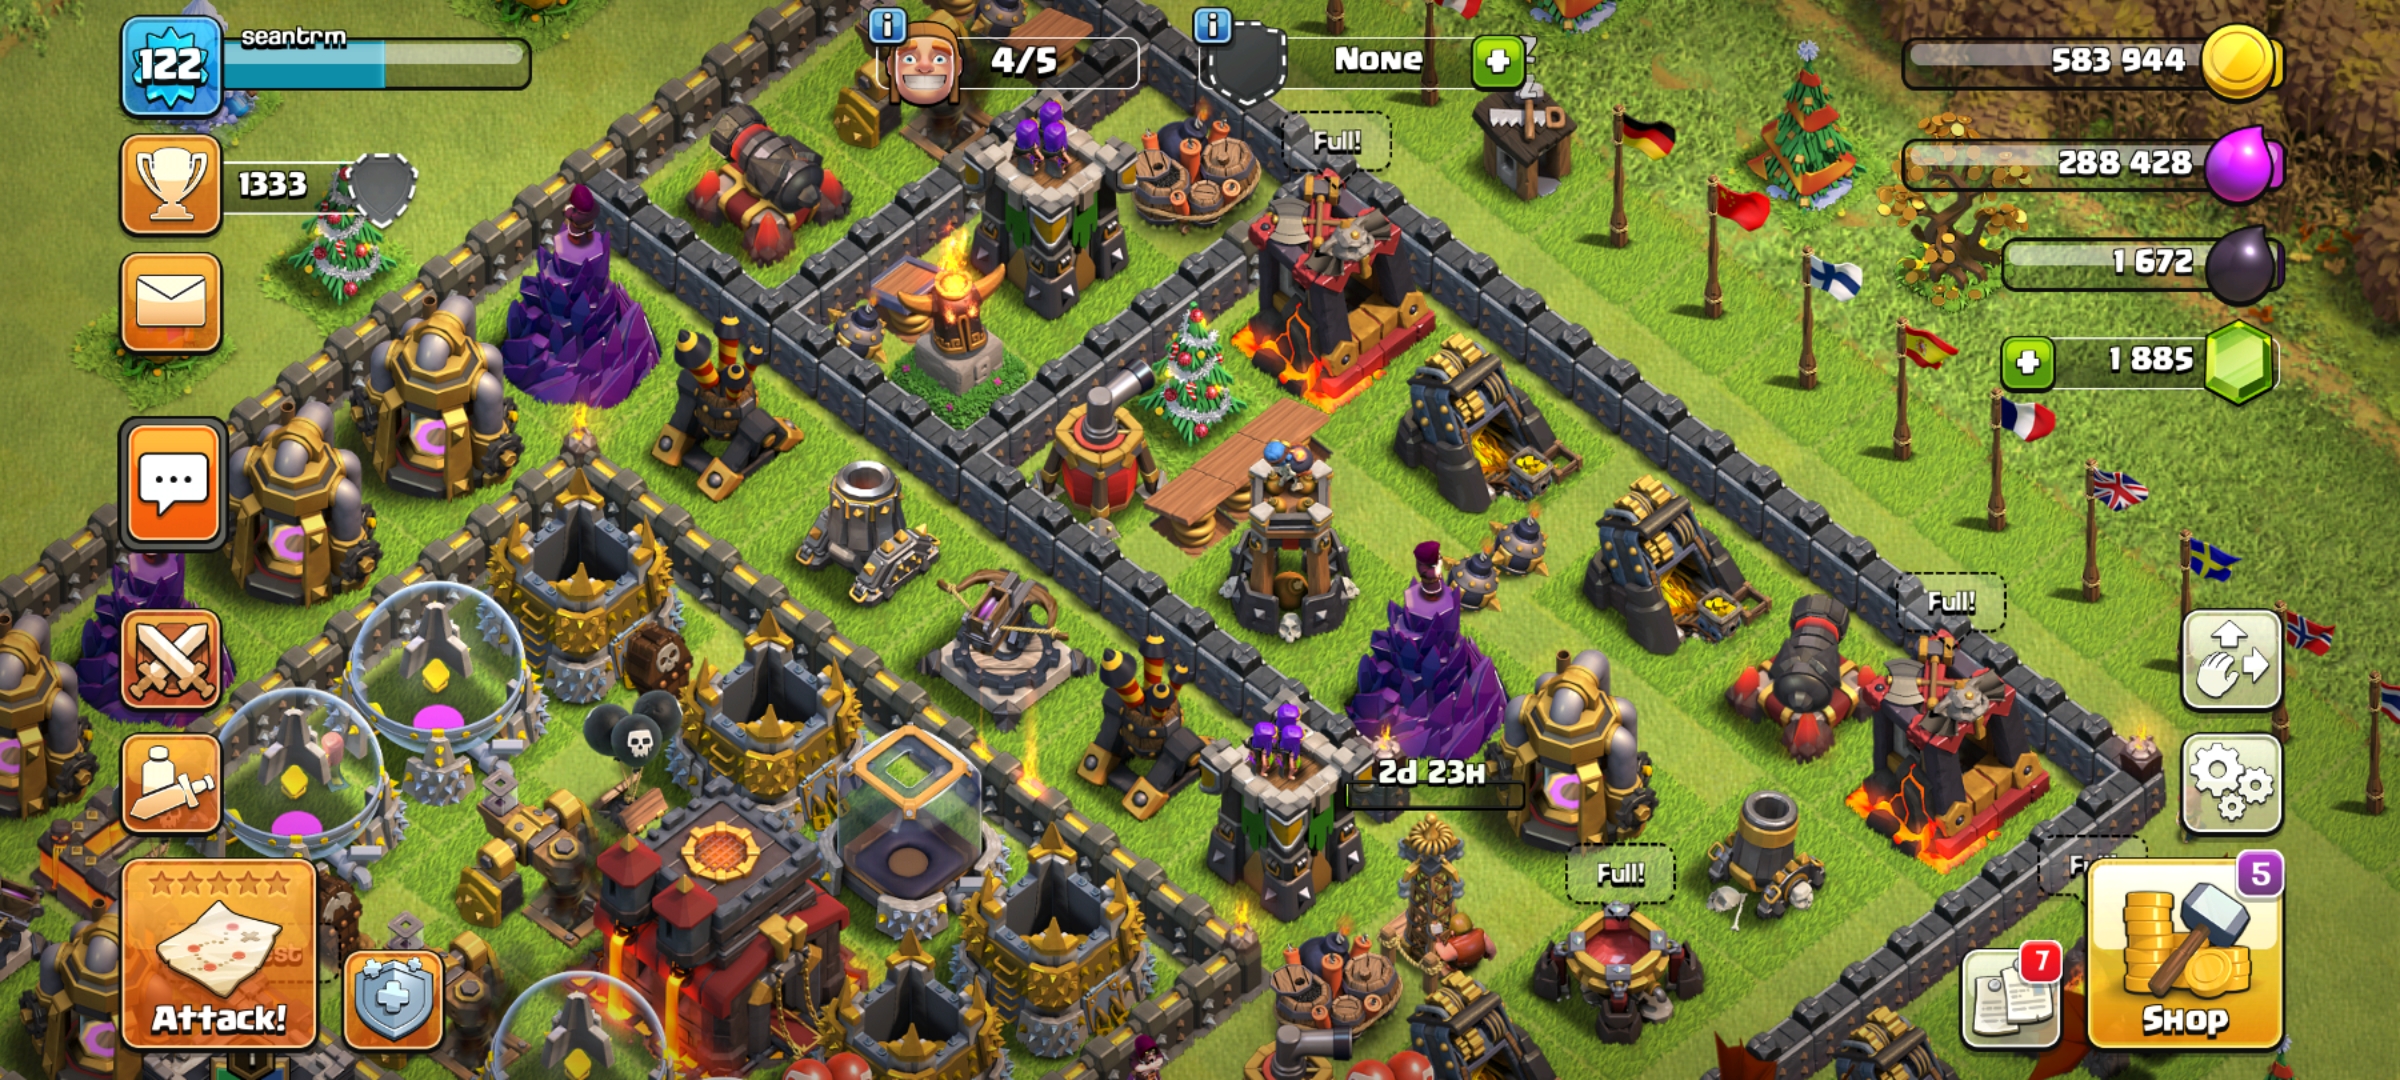 122
seantrm
4/5
None
583 944
Full!
1333
288 428
1 672
1 885
Full!
2d 23h
Full!
5
7
Attack!
Shop